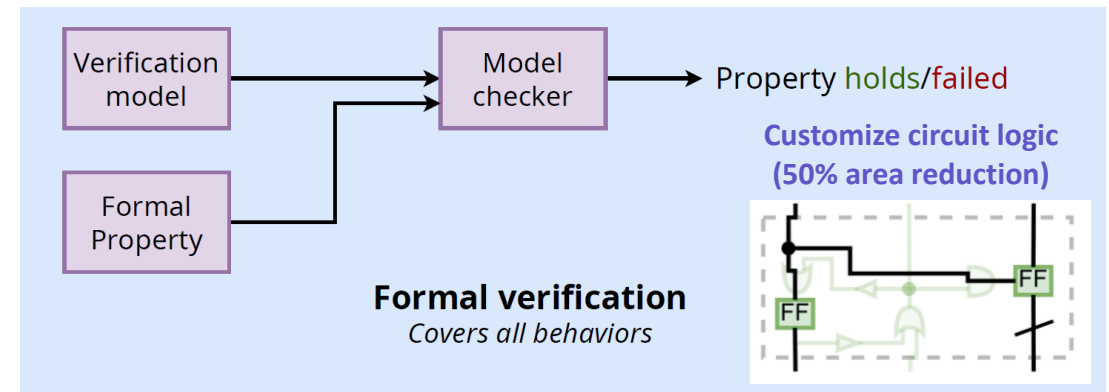 Verification
model
Model
checker
Property holds/failed
Customize circuit logic
(50% area reduction)
Formal
Property
Formal verification
Covers all behaviors
FF
FF